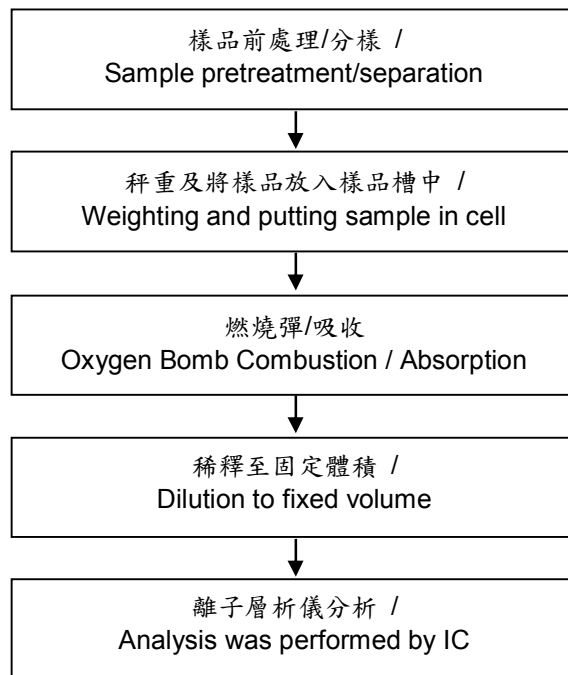 樣品前處理/分樣 /
Sample pretreatment/separation
秤重及將樣品放入樣品槽中 /
Weighting and putting sample in cell
燃燒彈/吸收
Oxygen Bomb Combustion / Absorption
稀釋至固定體積 /
Dilution to fixed volume
離子層析儀分析 /
Analysis was performed by IC